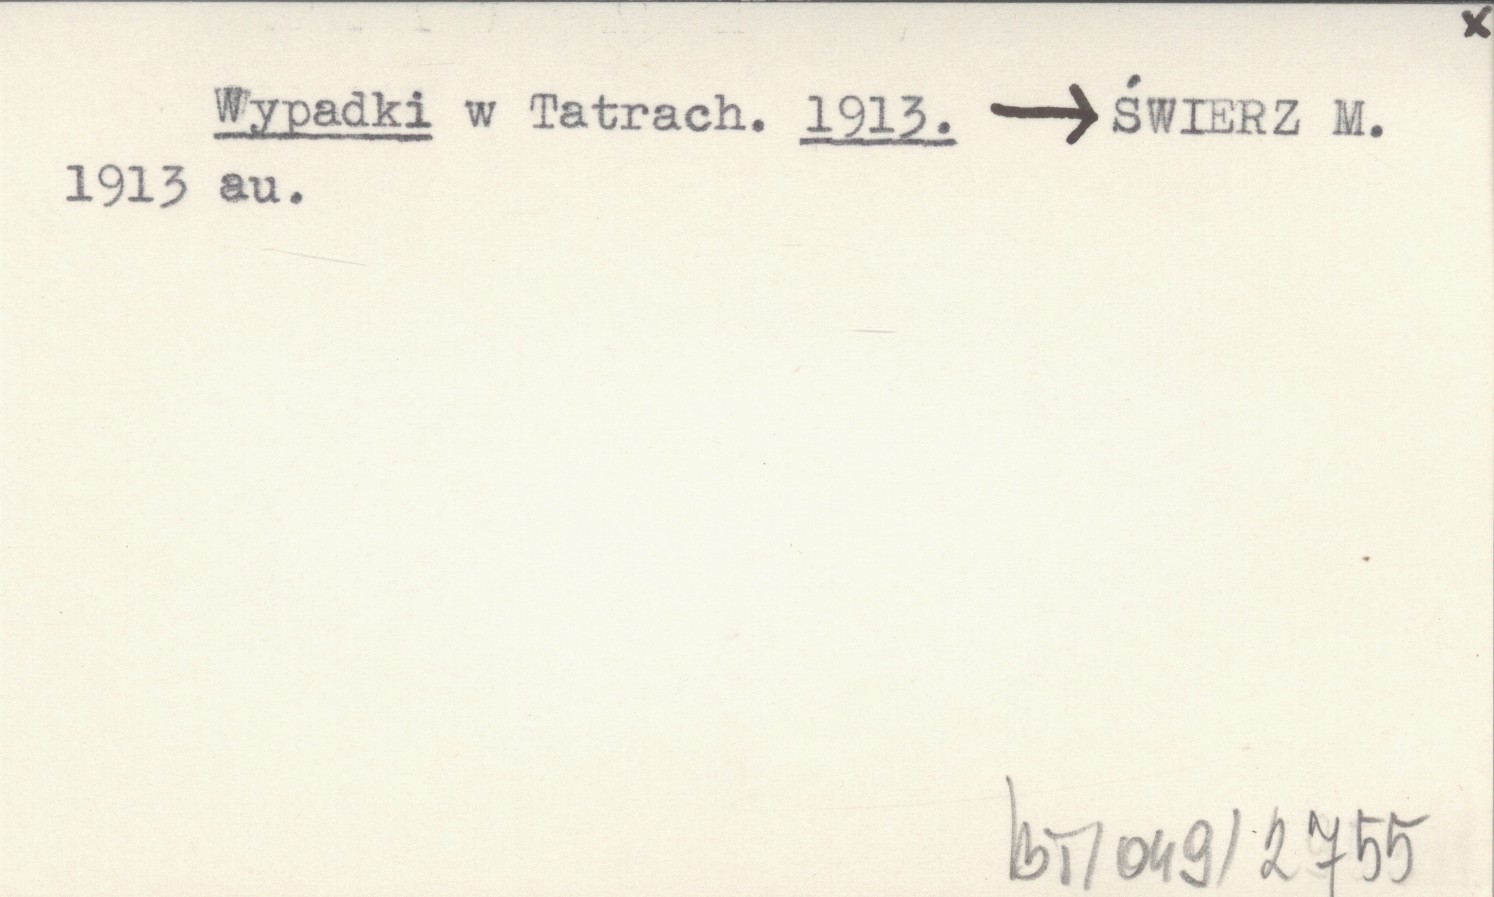 x
Wypadki w Tatrach. 1913. → ŚWIERZ M.
1913 au.
BT/049/2755